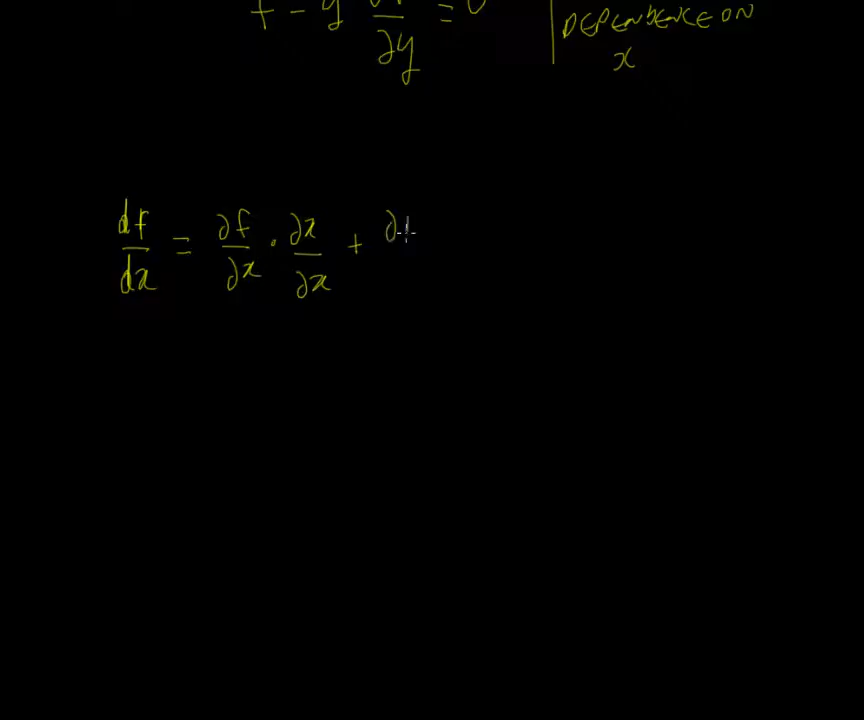 f - y ∂ / ∂y = 0
DEPENDENCE ON
x
df/dx = ∂f/∂x · ∂x/∂x + ∂